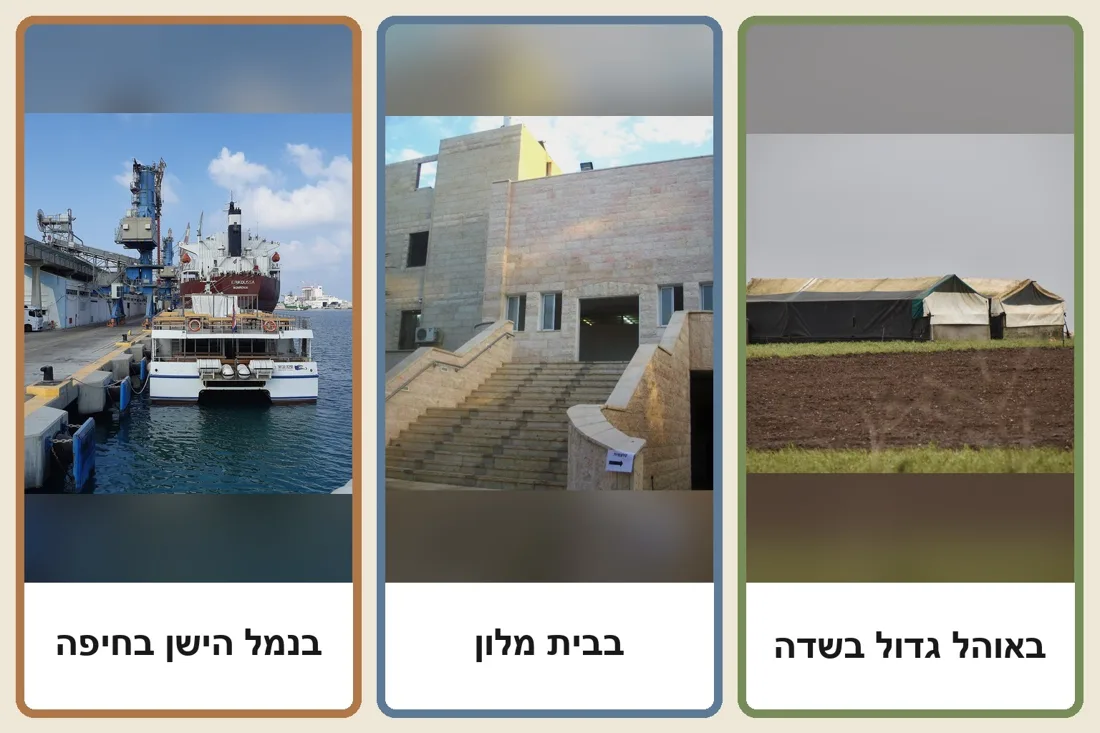 באוהל גדול בשדה
בבית מלון
בנמל הישן בחיפה